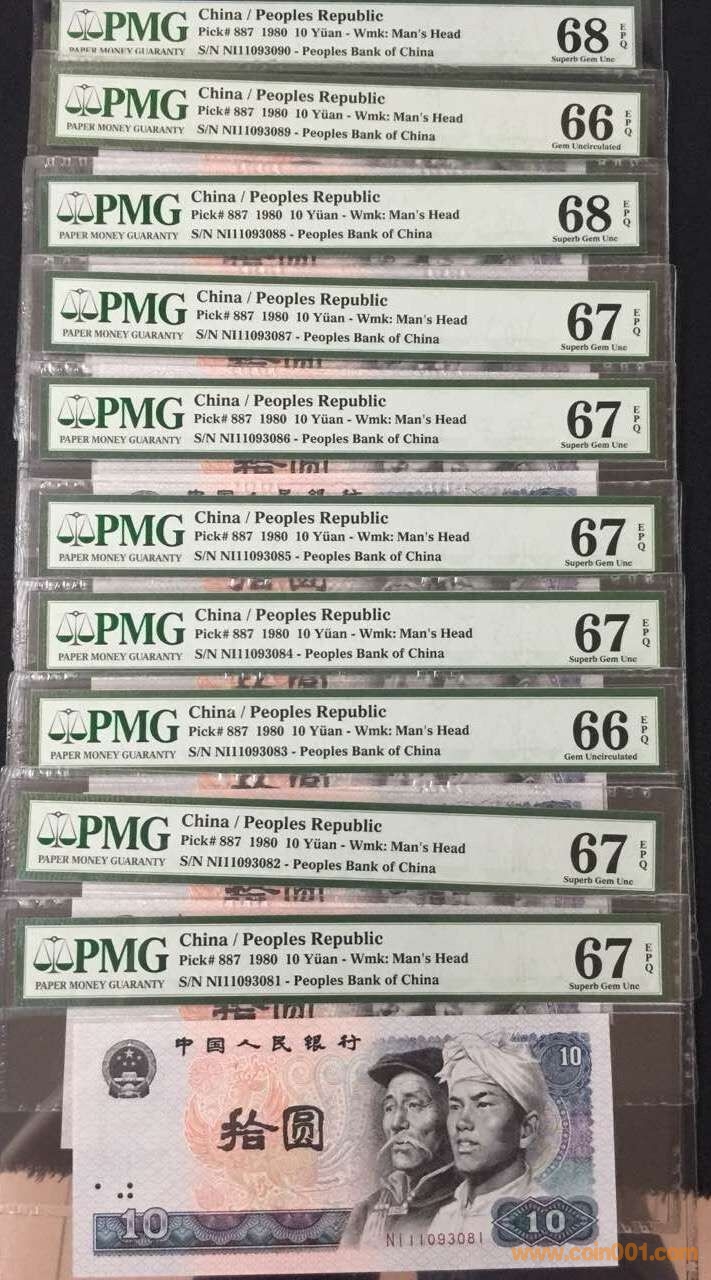 PMG
PAPER MONEY GUARANTY
China / Peoples Republic
Pick# 887 1980 10 Yüan - Wmk: Man's Head
S/N NI11093090 - Peoples Bank of China
68 EPQ
Superb Gem Unc
PMG
PAPER MONEY GUARANTY
China / Peoples Republic
Pick# 887 1980 10 Yüan - Wmk: Man's Head
S/N NI11093089 - Peoples Bank of China
66 EPQ
Gem Uncirculated
PMG
PAPER MONEY GUARANTY
China / Peoples Republic
Pick# 887 1980 10 Yüan - Wmk: Man's Head
S/N NI11093088 - Peoples Bank of China
68 EPQ
Superb Gem Unc
PMG
PAPER MONEY GUARANTY
China / Peoples Republic
Pick# 887 1980 10 Yüan - Wmk: Man's Head
S/N NI11093087 - Peoples Bank of China
67 EPQ
Superb Gem Unc
PMG
PAPER MONEY GUARANTY
China / Peoples Republic
Pick# 887 1980 10 Yüan - Wmk: Man's Head
S/N NI11093086 - Peoples Bank of China
67 EPQ
Superb Gem Unc
中国人民银行
PMG
PAPER MONEY GUARANTY
China / Peoples Republic
Pick# 887 1980 10 Yüan - Wmk: Man's Head
S/N NI11093085 - Peoples Bank of China
67 EPQ
Superb Gem Unc
PMG
PAPER MONEY GUARANTY
China / Peoples Republic
Pick# 887 1980 10 Yüan - Wmk: Man's Head
S/N NI11093084 - Peoples Bank of China
67 EPQ
Superb Gem Unc
PMG
PAPER MONEY GUARANTY
China / Peoples Republic
Pick# 887 1980 10 Yüan - Wmk: Man's Head
S/N NI11093083 - Peoples Bank of China
66 EPQ
Gem Uncirculated
PMG
PAPER MONEY GUARANTY
China / Peoples Republic
Pick# 887 1980 10 Yüan - Wmk: Man's Head
S/N NI11093082 - Peoples Bank of China
67 EPQ
Superb Gem Unc
PMG
PAPER MONEY GUARANTY
China / Peoples Republic
Pick# 887 1980 10 Yüan - Wmk: Man's Head
S/N NI11093081 - Peoples Bank of China
67 EPQ
Superb Gem Unc
中国人民银行
10
拾圆
10
NI11093081
10
www.coin001.com